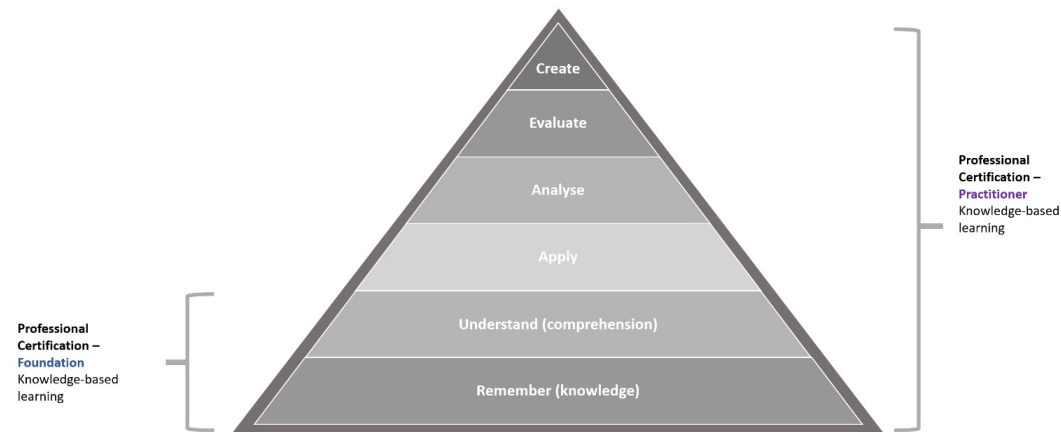 Create
Evaluate
Analyse
Apply
Understand (comprehension)
Remember (knowledge)
Professional
Certification –
Practitioner
Knowledge-based
learning
Professional
Certification –
Foundation
Knowledge-based
learning